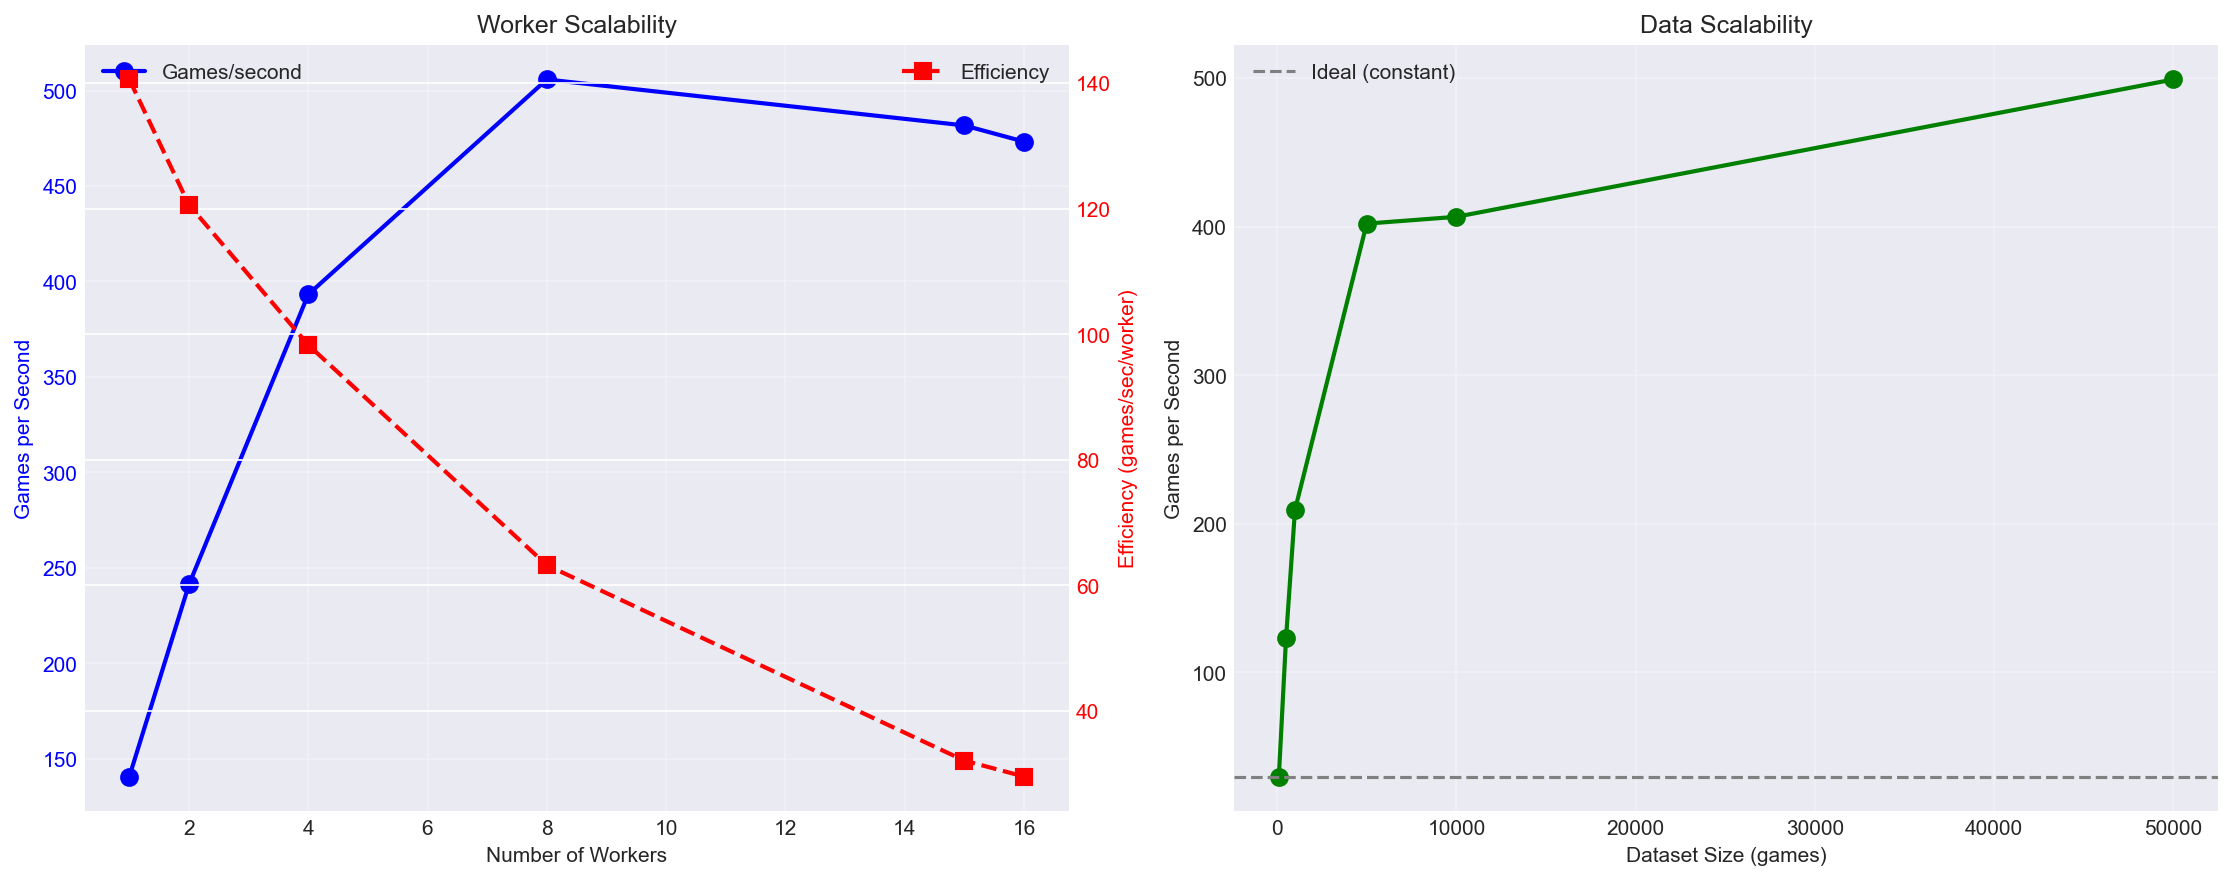 Worker Scalability
Games/second
Efficiency
500
450
400
350
300
250
200
150
Games per Second
140
120
100
80
60
40
Efficiency (games/sec/worker)
2 4 6 8 10 12 14 16
Number of Workers
Data Scalability
Ideal (constant)
500
400
300
200
100
Games per Second
0 10000 20000 30000 40000 50000
Dataset Size (games)